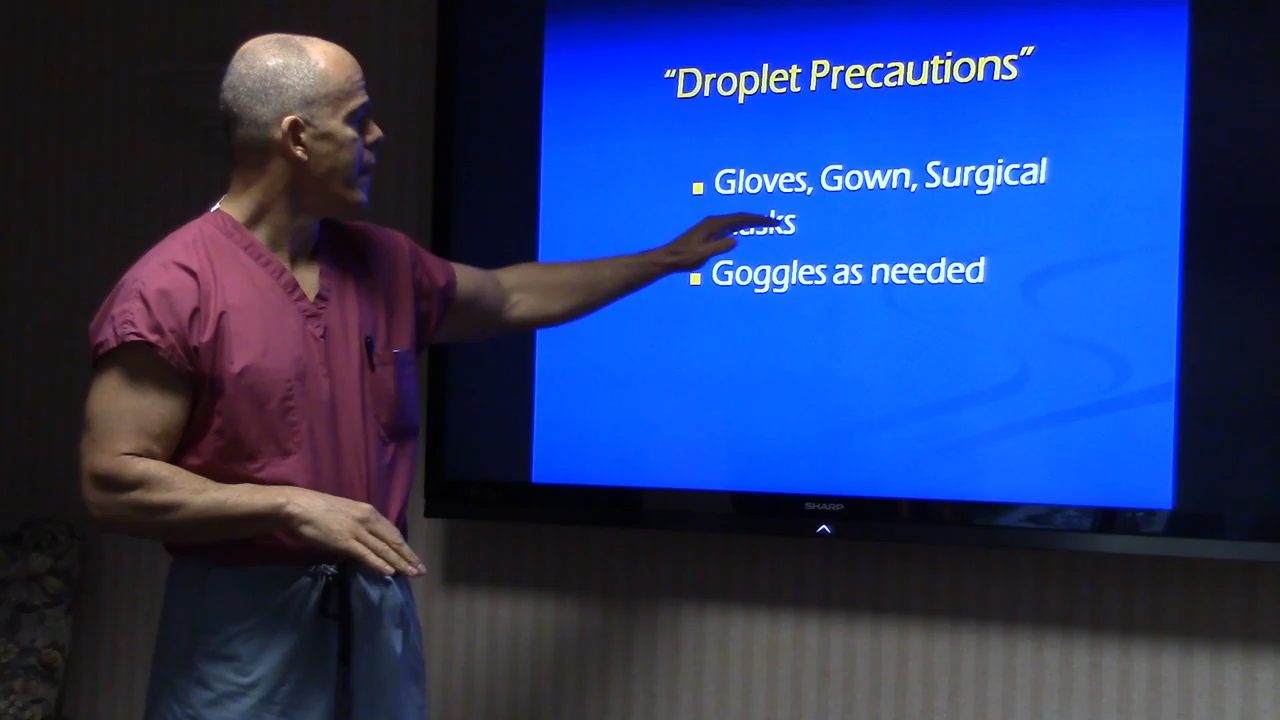 “Droplet Precautions”
Gloves, Gown, Surgical
Goggles as needed
SHARP